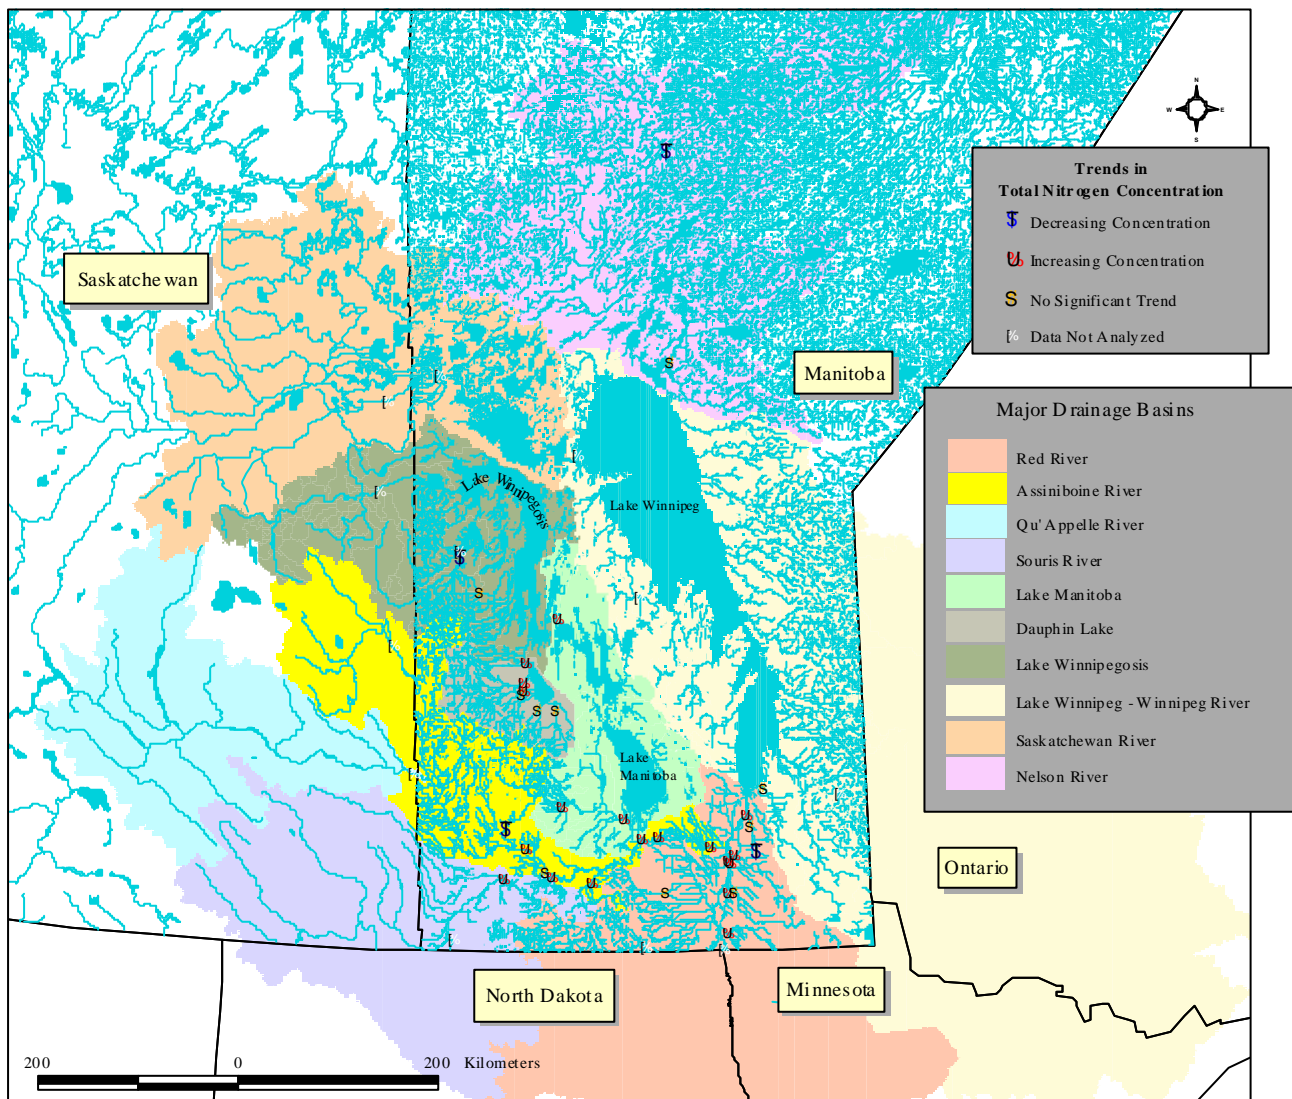 N
W E
S
Trends in
Total Nitrogen Concentration
$ Decreasing Concentration
Increasing Concentration
S No Significant Trend
[% Data Not Analyzed
Saskatchewan
Manitoba
Major Drainage Basins
Red River
Assiniboine River
Qu'Appelle River
Souris River
Lake Manitoba
Dauphin Lake
Lake Winnipegosis
Lake Winnipeg - Winnipeg River
Saskatchewan River
Nelson River
Lake Winnipegosis
Lake Winnipeg
Lake
Manitoba
Ontario
North Dakota
Minnesota
200 0 200 Kilometers